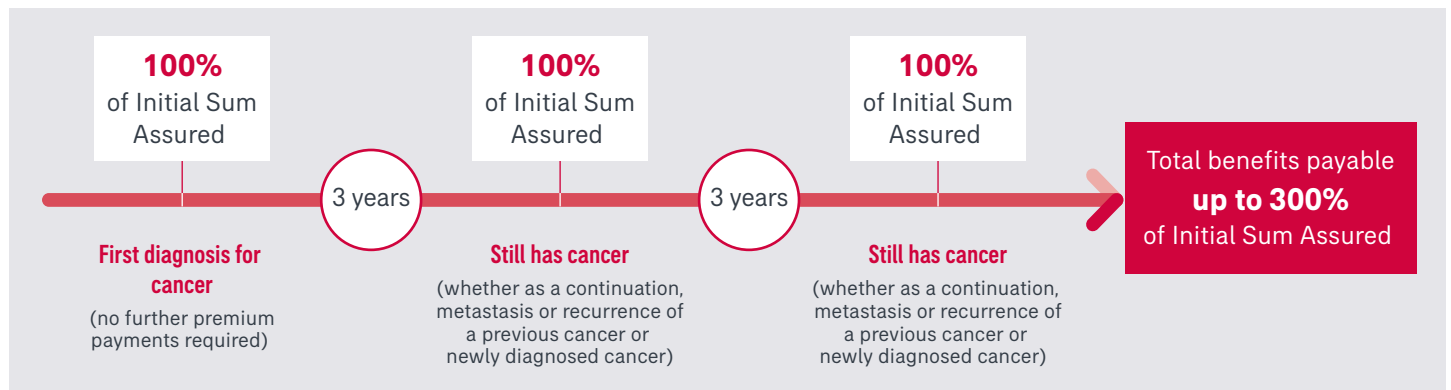 100%
of Initial Sum
Assured
100%
of Initial Sum
Assured
100%
of Initial Sum
Assured
3 years
3 years
First diagnosis for
cancer
(no further premium
payments required)
Still has cancer
(whether as a continuation,
metastasis or recurrence of
a previous cancer or
newly diagnosed cancer)
Still has cancer
(whether as a continuation,
metastasis or recurrence of
a previous cancer or
newly diagnosed cancer)
Total benefits payable
up to 300%
of Initial Sum Assured